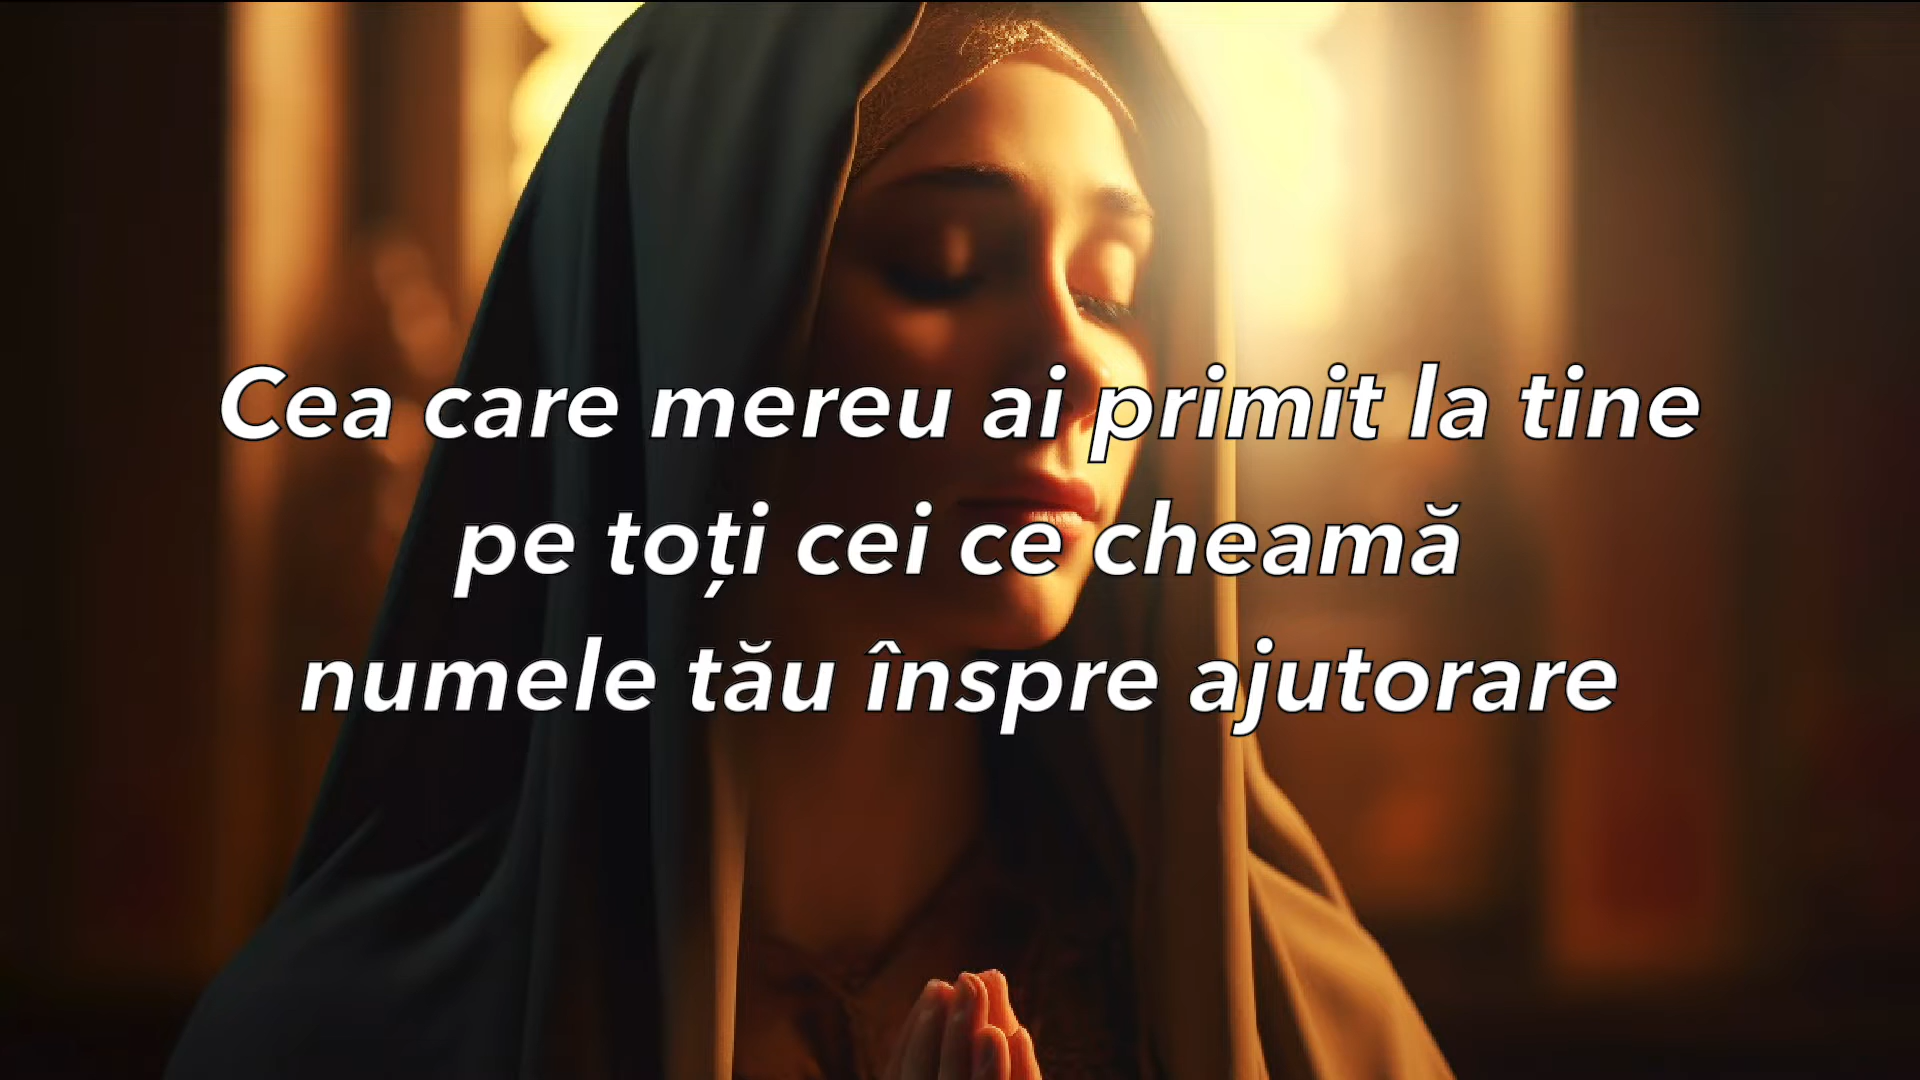 Cea care mereu ai primit la tine
pe toți cei ce cheamă
numele tău înspre ajutorare